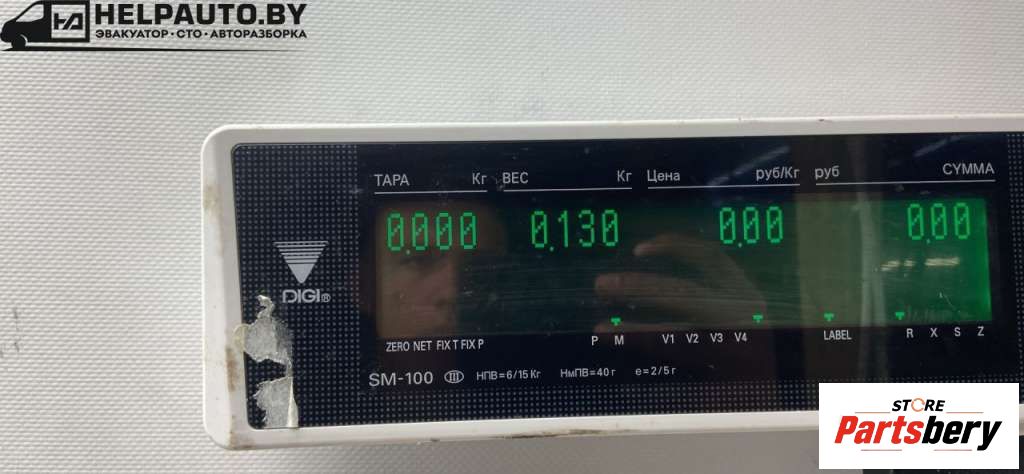 HELPAUTO.BY
ЭВАКУАТОР • СТО • АВТОРАЗБОРКА
ТАРА Кг ВЕС Кг Цена руб/Кг руб СУММА
0.000 0.130 0.00 0.00
DIGI®
ZERO NET FIX T FIX P P M V1 V2 V3 V4 LABEL R X S Z
SM-100 III НПВ=6/15 Кг НмПВ=40 г e=2/5 г
STORE
Partsbery